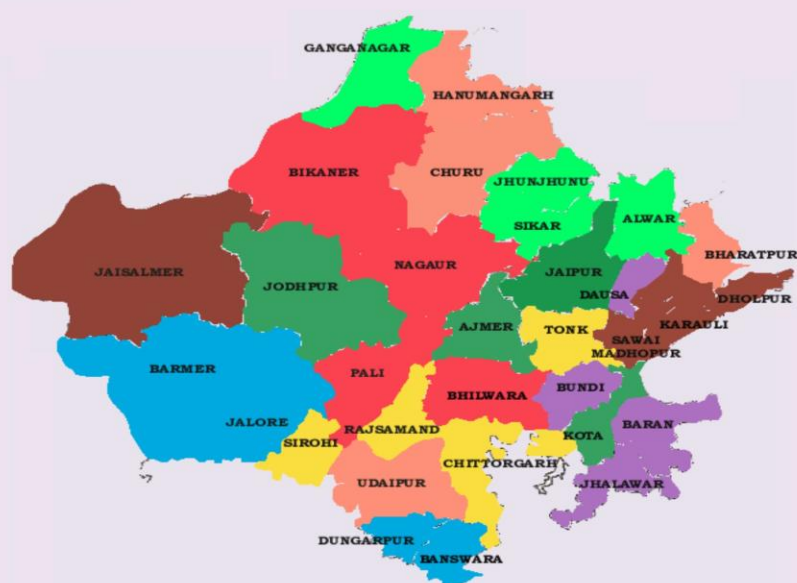 GANGANAGAR
HANUMANGARH
BIKANER
CHURU
JHUNJHUNU
SIKAR
ALWAR
BHARATPUR
JAISALMER
JODHPUR
NAGAUR
JAIPUR
DAUSA
DHOLPUR
KARAULI
AJMER
TONK
SAWAI
MADHOPUR
BARMER
PALI
BHILWARA
BUNDI
JALORE
SIROHI
RAJSAMAND
KOTA
BARAN
CHITTORGARH
UDAIPUR
JHALAWAR
DUNGARPUR
BANSWARA